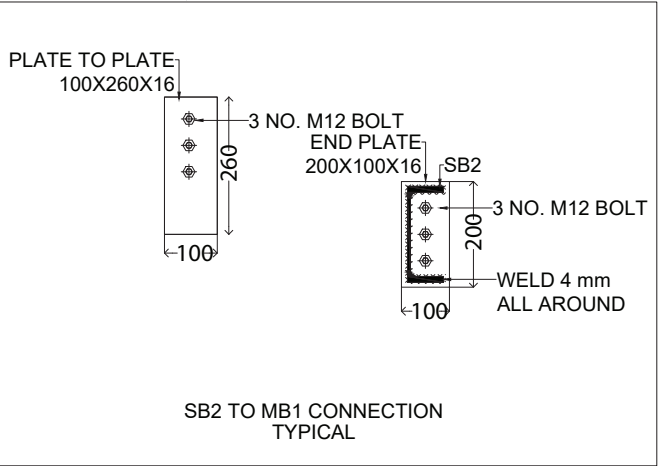 PLATE TO PLATE
100X260X16
3 NO. M12 BOLT
260
100
END PLATE
200X100X16
SB2
3 NO. M12 BOLT
200
WELD 4 mm
ALL AROUND
100
SB2 TO MB1 CONNECTION
TYPICAL